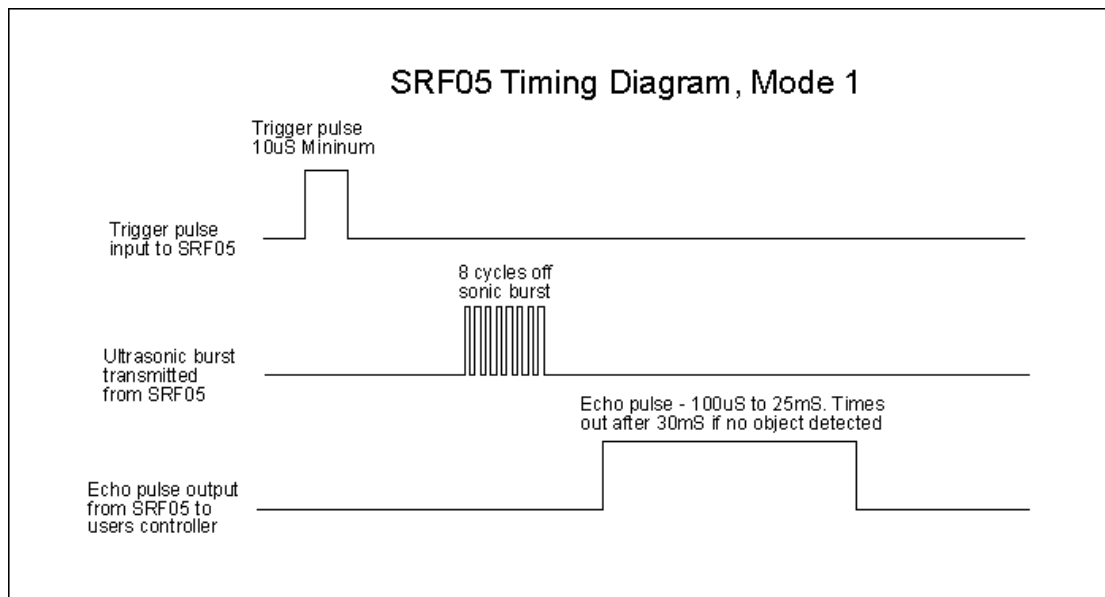 SRF05 Timing Diagram, Mode 1
Trigger pulse
10uS Mininum
Trigger pulse
input to SRF05
8 cycles off
sonic burst
Ultrasonic burst
transmitted
from SRF05
Echo pulse - 100uS to 25mS. Times
out after 30mS if no object detected
Echo pulse output
from SRF05 to
users controller